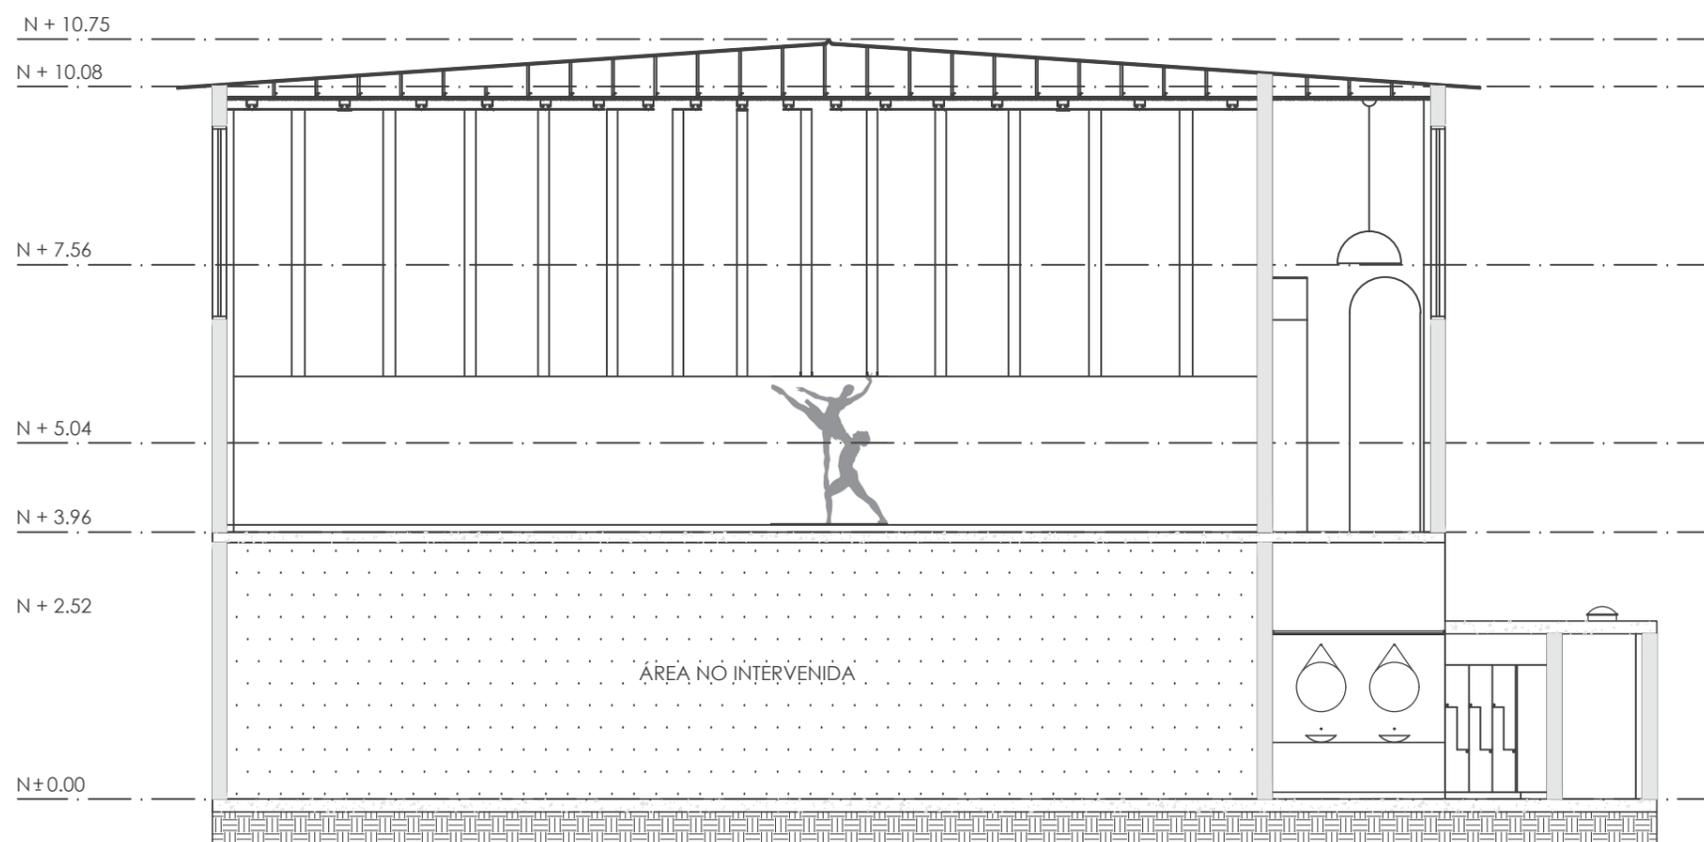 N + 10.75
N + 10.08
N + 7.56
N + 5.04
N + 3.96
N + 2.52
ÁREA NO INTERVENIDA
N±0.00